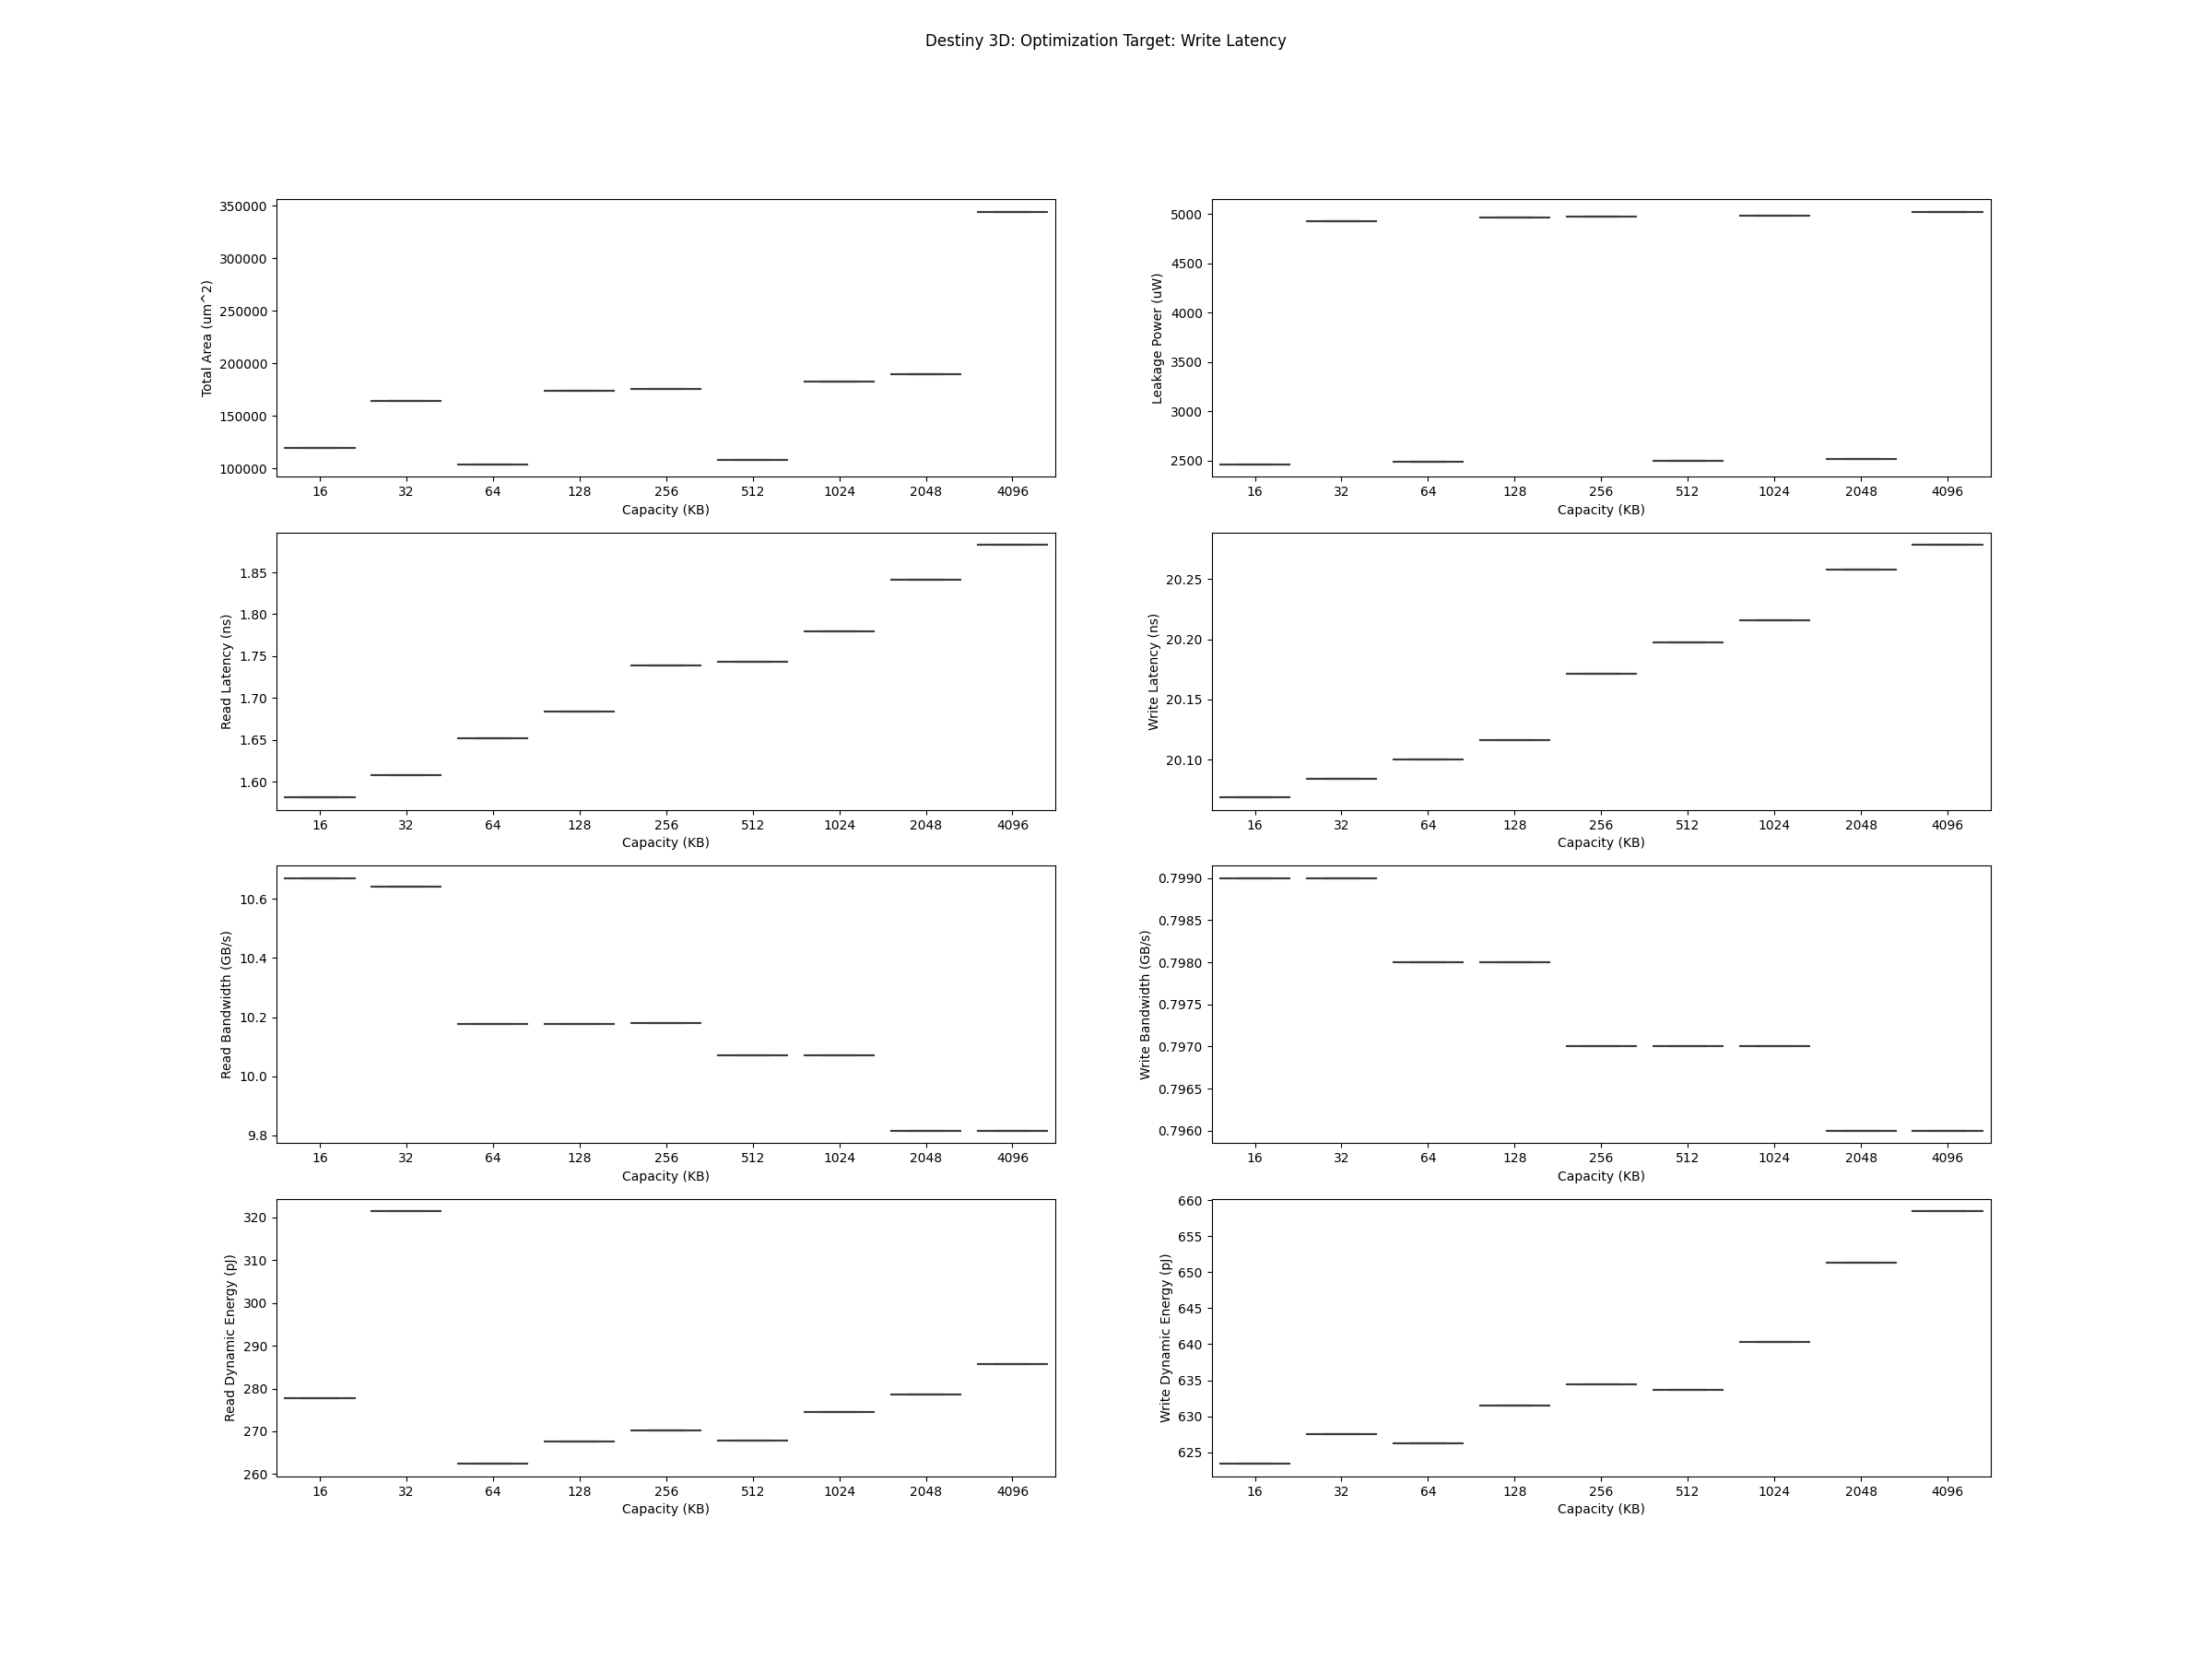 Destiny 3D: Optimization Target: Write Latency
Total Area (um^2)
350000
300000
250000
200000
150000
100000
16 32 64 128 256 512 1024 2048 4096
Capacity (KB)
Leakage Power (uW)
5000
4500
4000
3500
3000
2500
16 32 64 128 256 512 1024 2048 4096
Capacity (KB)
Read Latency (ns)
1.85
1.80
1.75
1.70
1.65
1.60
16 32 64 128 256 512 1024 2048 4096
Capacity (KB)
Write Latency (ns)
20.25
20.20
20.15
20.10
16 32 64 128 256 512 1024 2048 4096
Capacity (KB)
Read Bandwidth (GB/s)
10.6
10.4
10.2
10.0
9.8
16 32 64 128 256 512 1024 2048 4096
Capacity (KB)
Write Bandwidth (GB/s)
0.7990
0.7985
0.7980
0.7975
0.7970
0.7965
0.7960
16 32 64 128 256 512 1024 2048 4096
Capacity (KB)
Read Dynamic Energy (pJ)
320
310
300
290
280
270
260
16 32 64 128 256 512 1024 2048 4096
Capacity (KB)
Write Dynamic Energy (pJ)
660
655
650
645
640
635
630
625
16 32 64 128 256 512 1024 2048 4096
Capacity (KB)